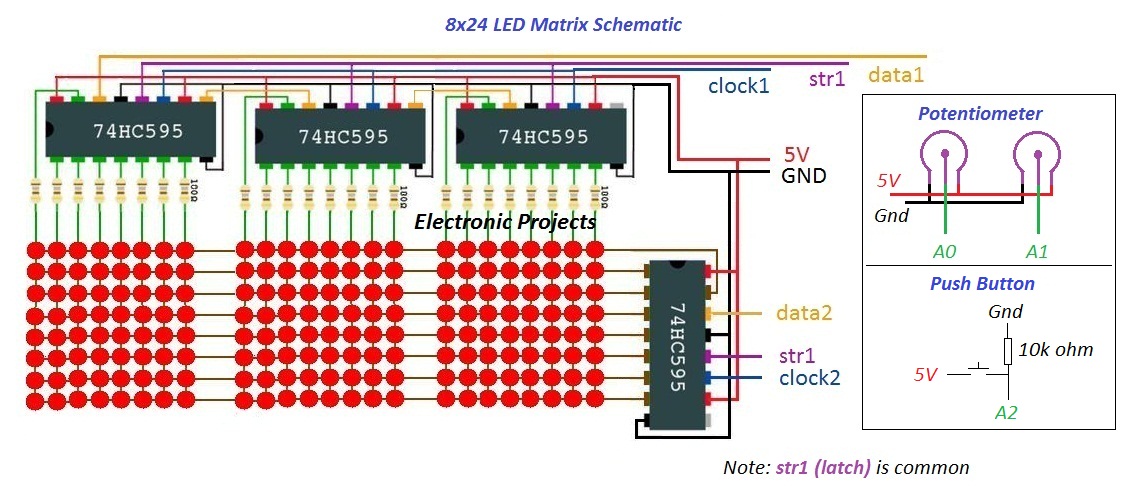 8x24 LED Matrix Schematic
data1
str1
clock1
74HC595
74HC595
74HC595
100Ω
100Ω
100Ω
5V
GND
Electronic Projects
74HC595
data2
str1
clock2
Potentiometer
5V
Gnd
A0
A1
Push Button
Gnd
10k ohm
5V
A2
Note: str1 (latch) is common